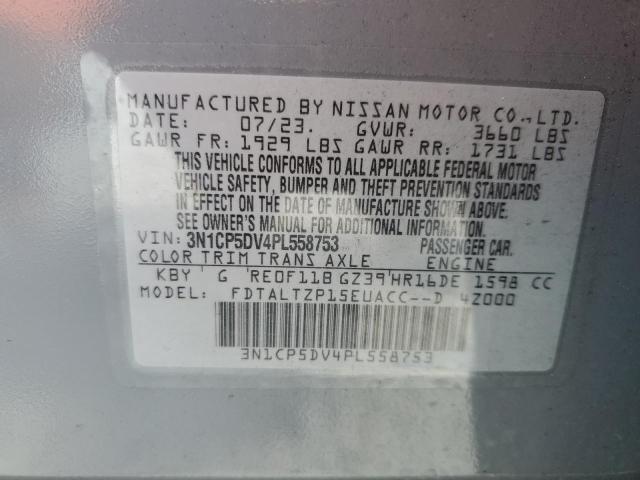 MANUFACTURED BY NISSAN MOTOR CO.,LTD.
DATE: 07/23. GVWR: 3660 LBS
GAWR FR: 1929 LBS GAWR RR: 1731 LBS
THIS VEHICLE CONFORMS TO ALL APPLICABLE FEDERAL MOTOR
VEHICLE SAFETY, BUMPER AND THEFT PREVENTION STANDARDS
IN EFFECT ON THE DATE OF MANUFACTURE SHOWN ABOVE.
SEE OWNER'S MANUAL FOR ADDITIONAL INFORMATION.
VIN: 3N1CP5DV4PL558753 PASSENGER CAR.
COLOR TRIM TRANS AXLE ENGINE
KBY G RE0F11B GZ39 HR16DE 1598 CC
MODEL: FDTALTZP15EUACC--D 4Z000
3N1CP5DV4PL558753